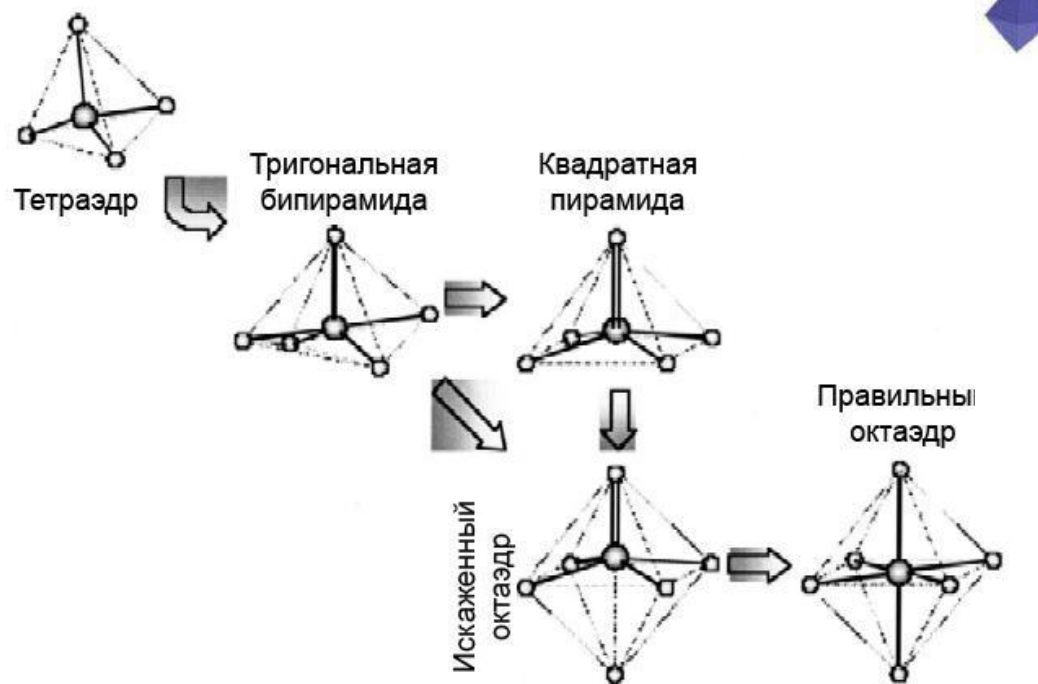 Тетраэдр
Тригональная
бипирамида
Квадратная
пирамида
Искаженный
октаэдр
Правильны
октаэдр